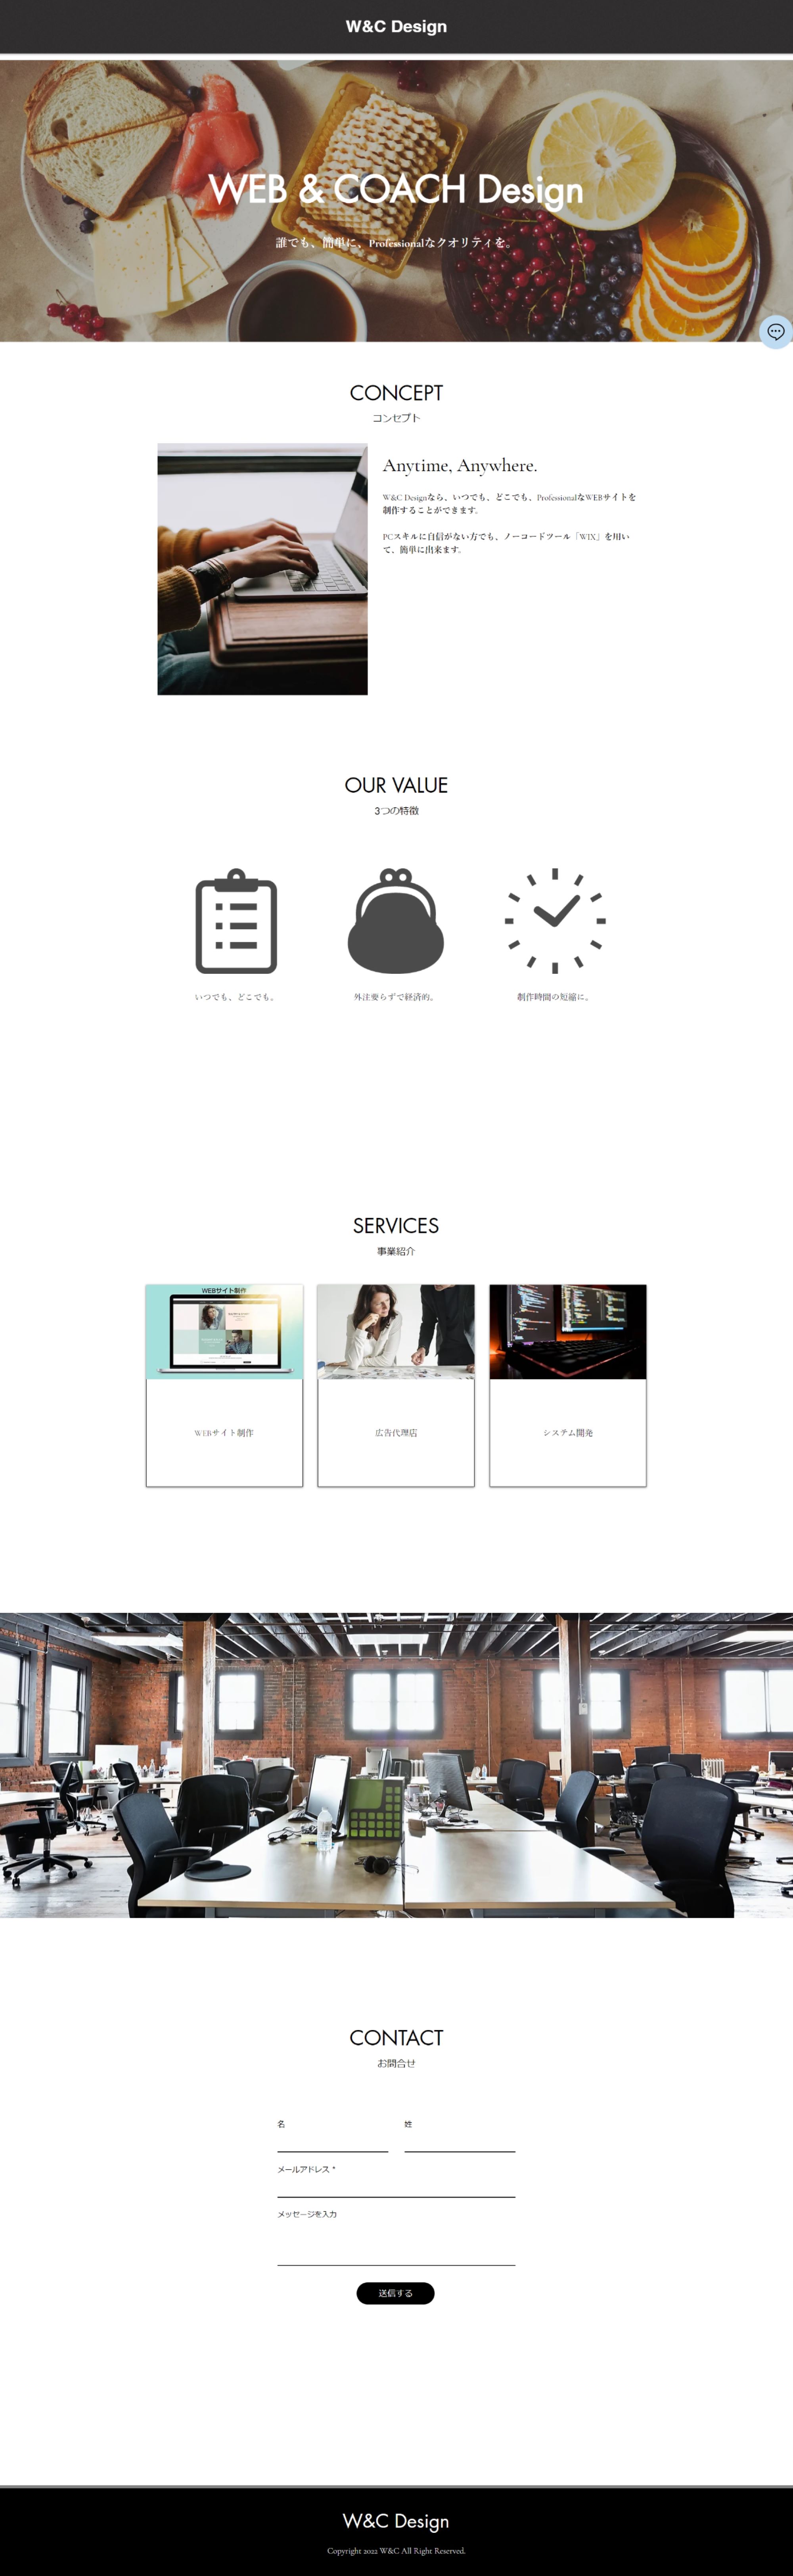 W&C Design
WEB & COACH Design
誰でも、簡単に、Professionalなクオリティを。
CONCEPT
コンセプト
Anytime, Anywhere.
W&C Designなら、いつでも、どこでも、ProfessionalなWEBサイトを
制作することができます。
PCスキルに自信がない方でも、ノーコードツール「WIX」を用い
て、簡単に出来ます。
OUR VALUE
3つの特徴
いつでも、どこでも。
外注要らずで経済的。
制作時間の短縮に。
SERVICES
事業紹介
WEBサイト制作
WEBサイト制作
広告代理店
システム開発
CONTACT
お問合せ
名
姓
メールアドレス *
メッセージを入力
送信する
W&C Design
Copyright 2022 W&C All Right Reserved.